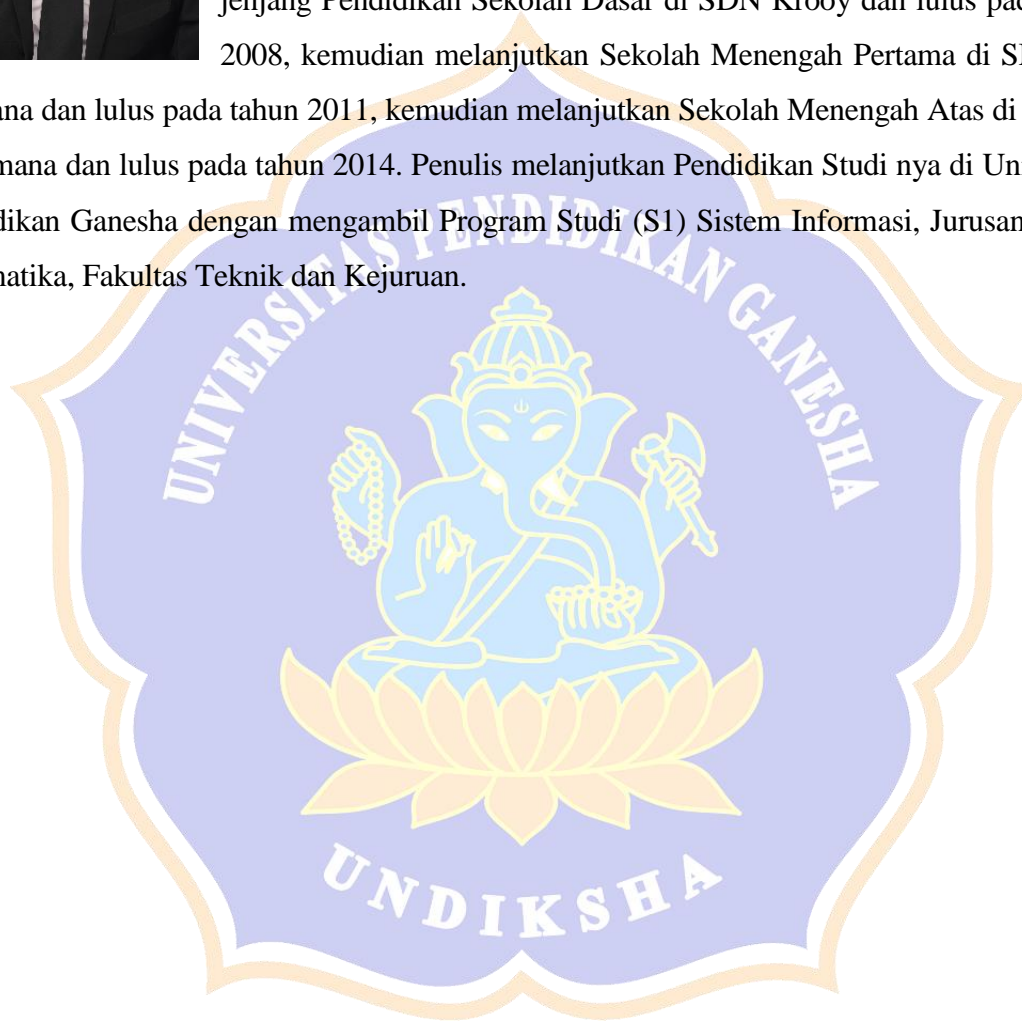 jenjang Pendidikan Sekolah Dasar di SDN Krooy dan lulus pad
2008, kemudian melanjutkan Sekolah Menengah Pertama di S
ana dan lulus pada tahun 2011, kemudian melanjutkan Sekolah Menengah Atas di
mana dan lulus pada tahun 2014. Penulis melanjutkan Pendidikan Studi nya di Un
dikan Ganesha dengan mengambil Program Studi (S1) Sistem Informasi, Jurusan
natika, Fakultas Teknik dan Kejuruan.
UNIVERSITAS PENDIDIKAN GANESHA
UNDIKSHA